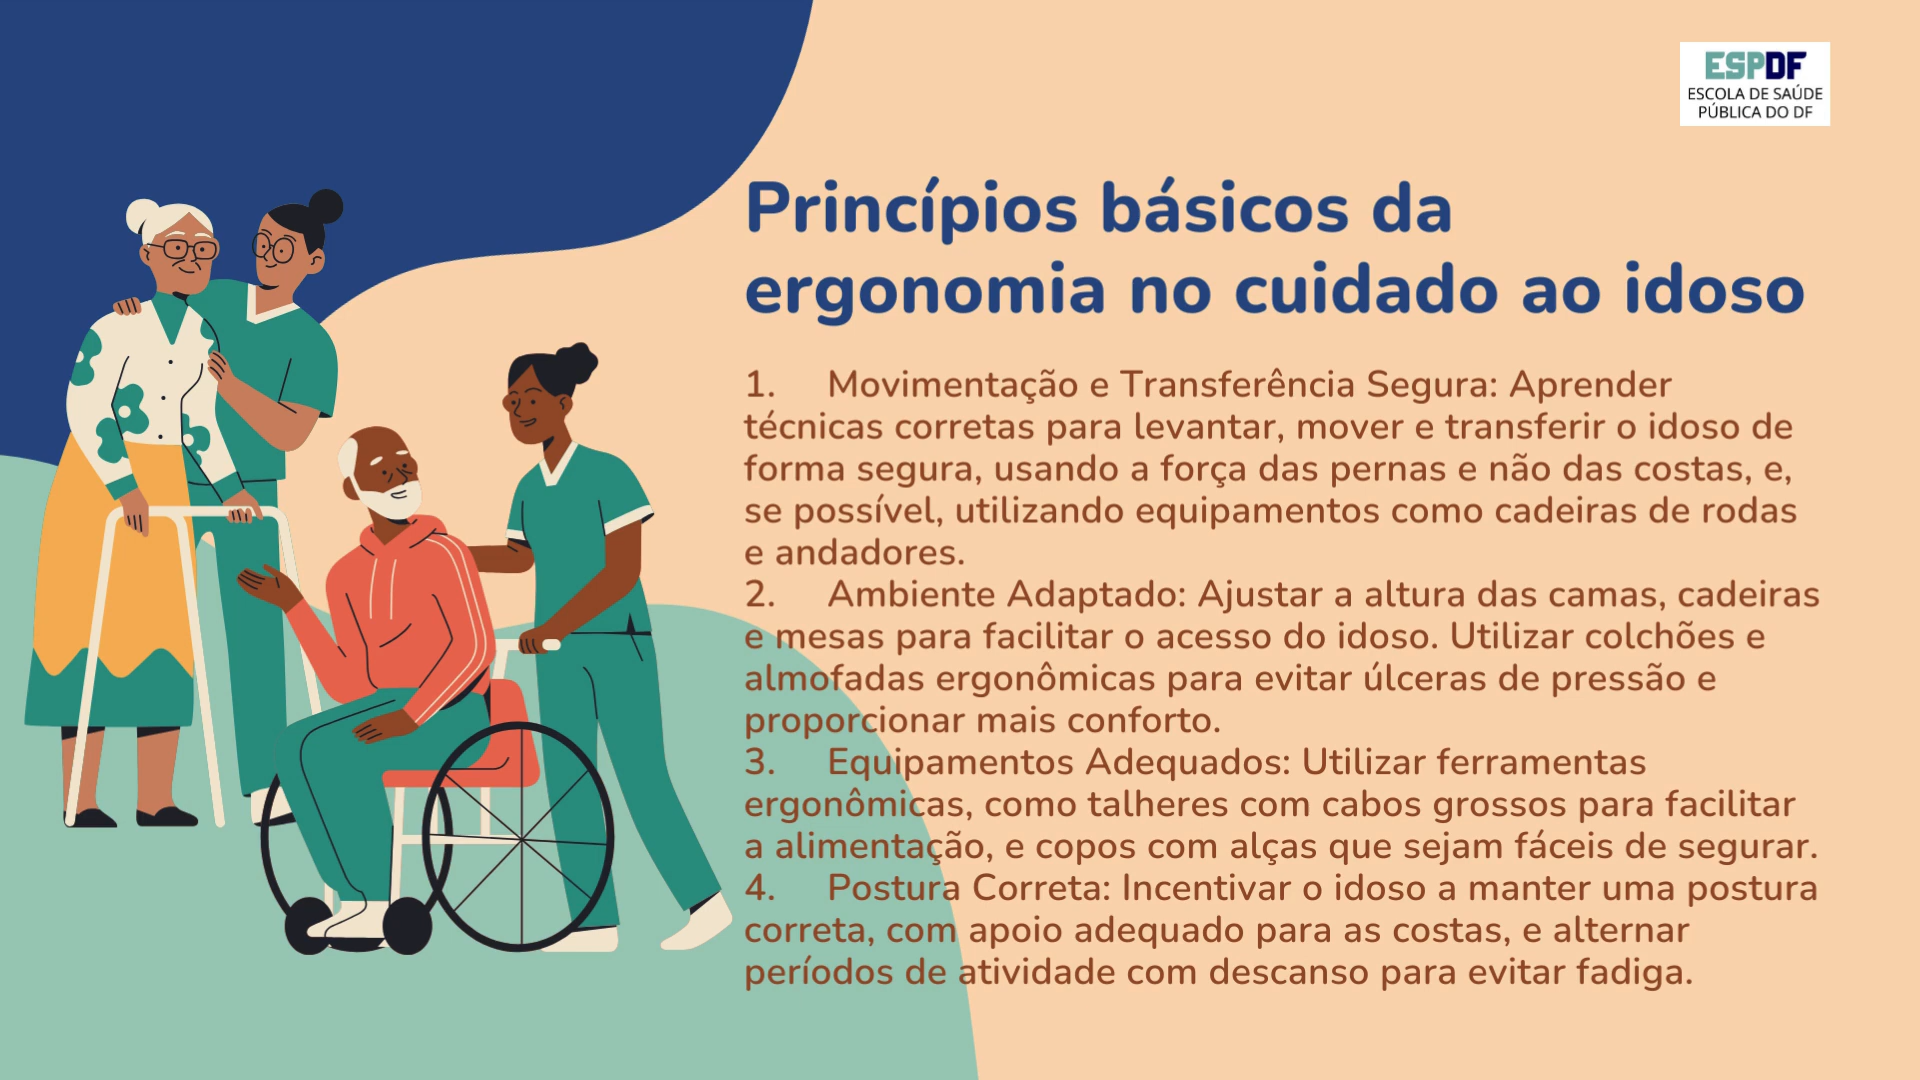 ESPDF
ESCOLA DE SAÚDE
PÚBLICA DO DF
Princípios básicos da
ergonomia no cuidado ao idoso
1. Movimentação e Transferência Segura: Aprender
técnicas corretas para levantar, mover e transferir o idoso de
forma segura, usando a força das pernas e não das costas, e,
se possível, utilizando equipamentos como cadeiras de rodas
e andadores.
2. Ambiente Adaptado: Ajustar a altura das camas, cadeiras
e mesas para facilitar o acesso do idoso. Utilizar colchões e
almofadas ergonômicas para evitar úlceras de pressão e
proporcionar mais conforto.
3. Equipamentos Adequados: Utilizar ferramentas
ergonômicas, como talheres com cabos grossos para facilitar
a alimentação, e copos com alças que sejam fáceis de segurar.
4. Postura Correta: Incentivar o idoso a manter uma postura
correta, com apoio adequado para as costas, e alternar
períodos de atividade com descanso para evitar fadiga.